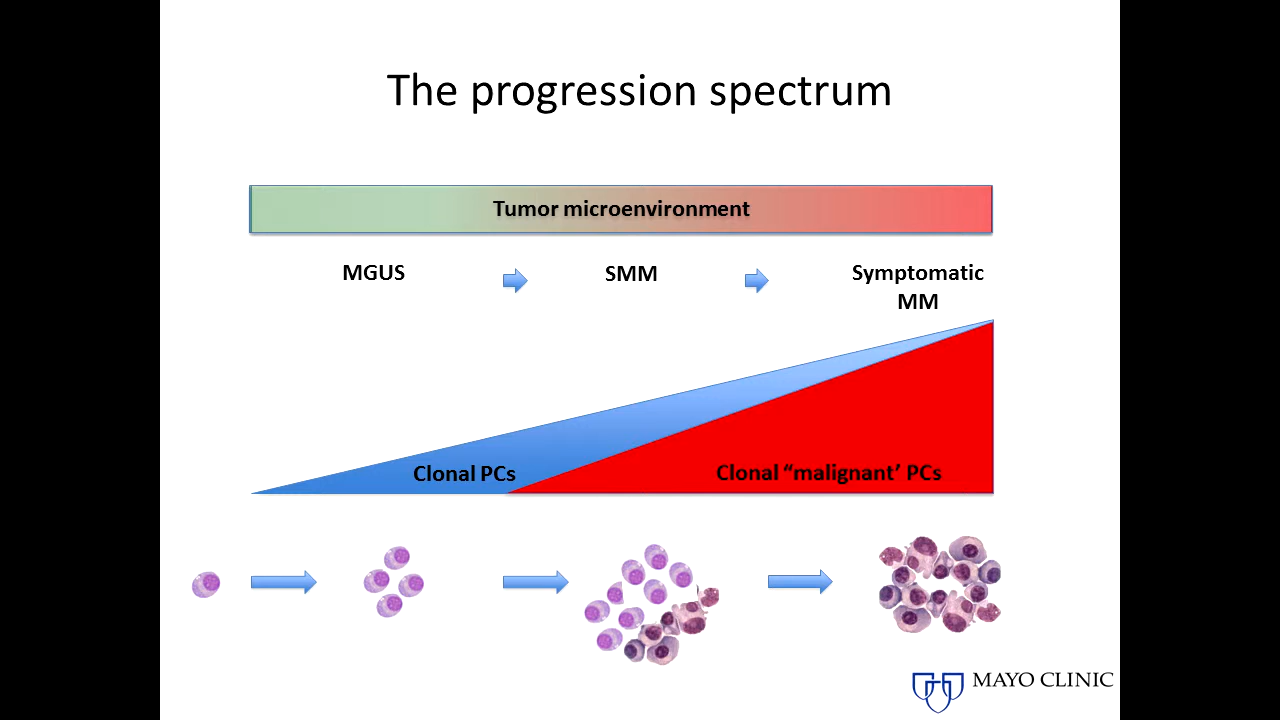 The progression spectrum
Tumor microenvironment
MGUS
SMM
Symptomatic
MM
Clonal PCs
Clonal “malignant’ PCs
MAYO CLINIC